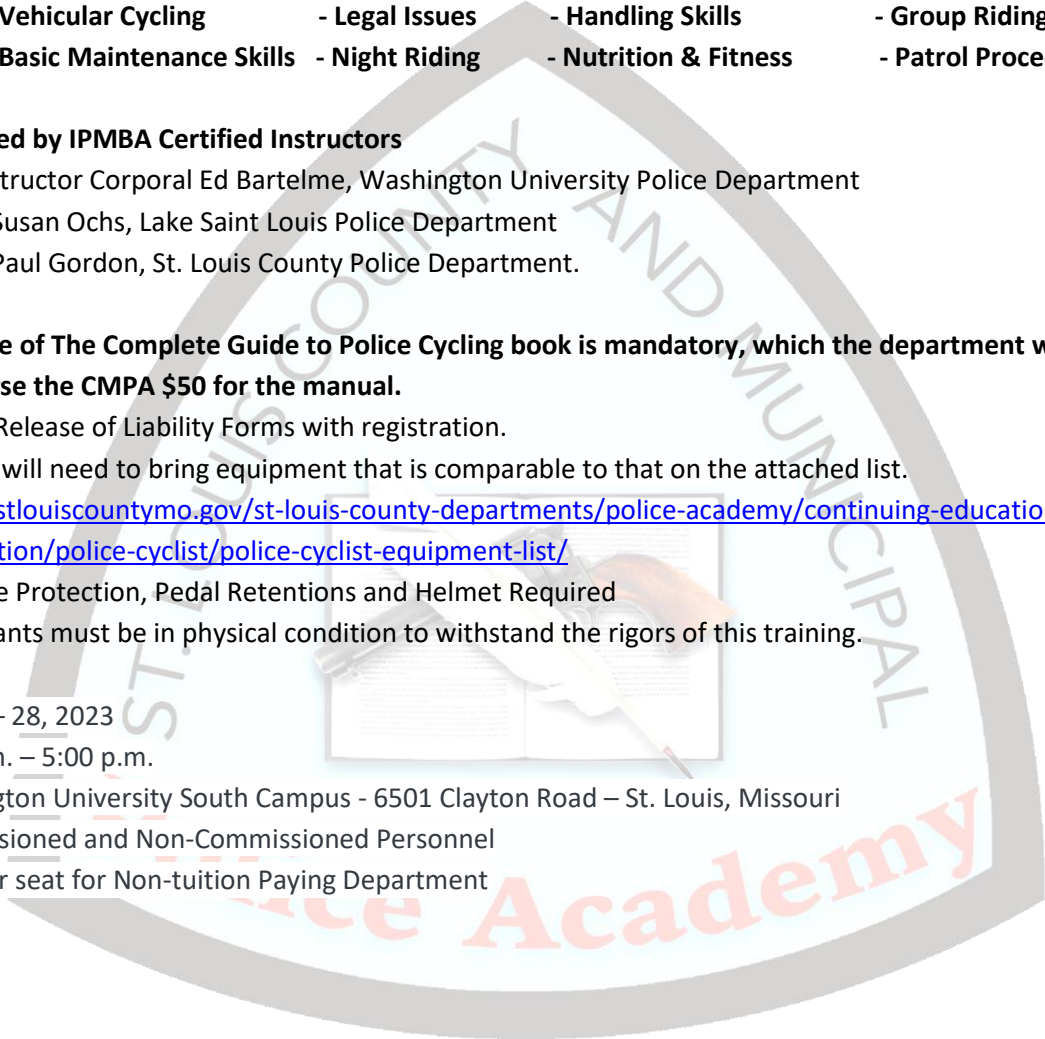 Vehicular Cycling - Legal Issues - Handling Skills - Group Riding
Basic Maintenance Skills - Night Riding - Nutrition & Fitness - Patrol Proce
ed by IPMBA Certified Instructors
tructor Corporal Ed Bartelme, Washington University Police Department
Susan Ochs, Lake Saint Louis Police Department
Paul Gordon, St. Louis County Police Department.
e of The Complete Guide to Police Cycling book is mandatory, which the department w
se the CMPA $50 for the manual.
Release of Liability Forms with registration.
will need to bring equipment that is comparable to that on the attached list.
stlouiscountymo.gov/st-louis-county-departments/police-academy/continuing-educatio
tion/police-cyclist/police-cyclist-equipment-list/
e Protection, Pedal Retentions and Helmet Required
ants must be in physical condition to withstand the rigors of this training.
– 28, 2023
n. – 5:00 p.m.
gton University South Campus - 6501 Clayton Road – St. Louis, Missouri
sioned and Non-Commissioned Personnel
r seat for Non-tuition Paying Department
ST. LOUIS COUNTY AND MUNICIPAL
ice Academy